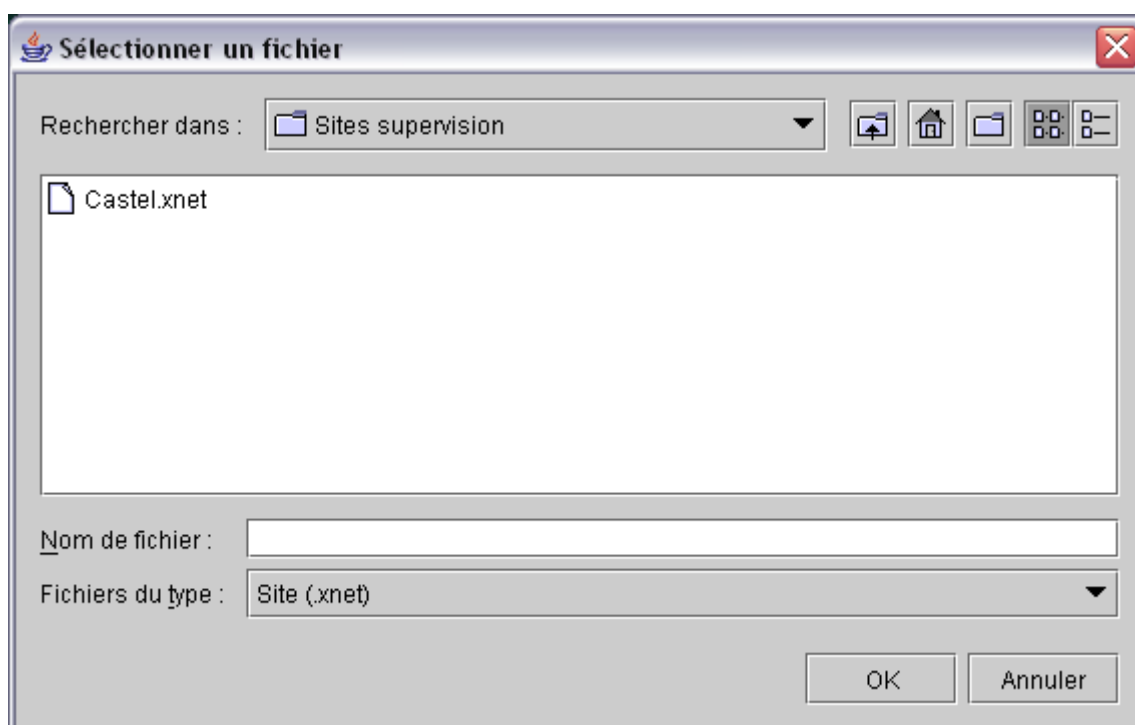 Sélectionner un fichier
Rechercher dans : Sites supervision
Castel.xnet
Nom de fichier :
Fichiers du type : Site (.xnet)
OK Annuler